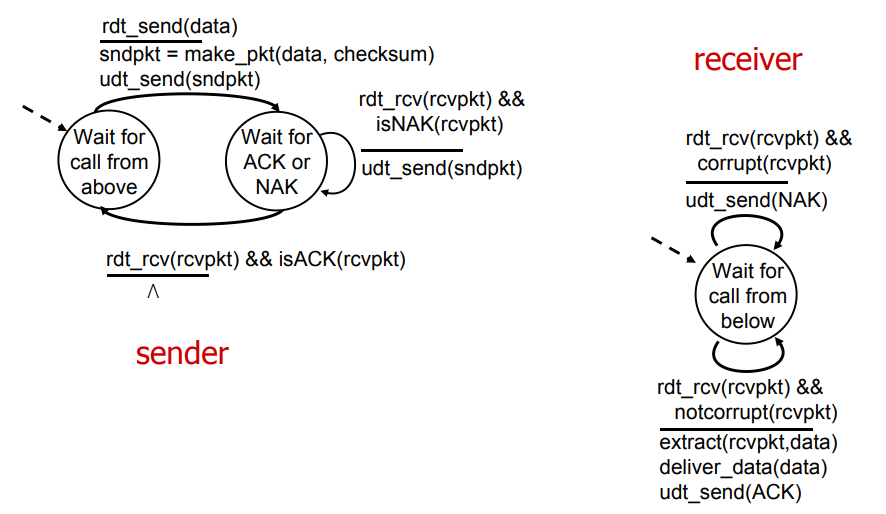 rdt_send(data)
sndpkt = make_pkt(data, checksum)
udt_send(sndpkt)
Wait for
call from
above
Wait for
ACK or
NAK
rdt_rcv(rcvpkt) &&
isNAK(rcvpkt)
udt_send(sndpkt)
rdt_rcv(rcvpkt) && isACK(rcvpkt)
Λ
sender
receiver
rdt_rcv(rcvpkt) &&
corrupt(rcvpkt)
udt_send(NAK)
Wait for
call from
below
rdt_rcv(rcvpkt) &&
notcorrupt(rcvpkt)
extract(rcvpkt,data)
deliver_data(data)
udt_send(ACK)